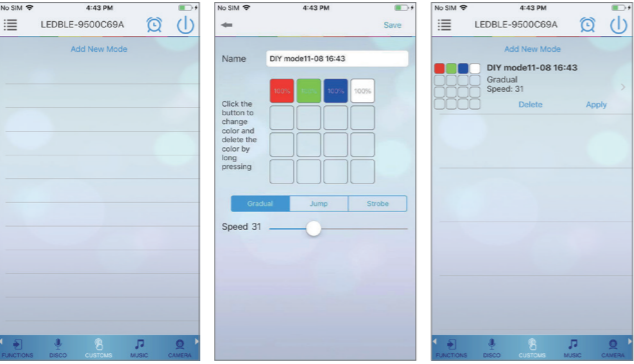 No SIM 4:43 PM
LEDBLE-9500C69A
Add New Mode
FUNCTIONS DISCO CUSTOMS MUSIC CAMERA
No SIM 4:43 PM
Save
Name DIY mode11-08 16:43
100% 100% 100% 100%
Click the
button to
change
color and
delete the
color by
long
pressing
Gradual Jump Strobe
Speed 31
No SIM 4:43 PM
LEDBLE-9500C69A
Add New Mode
DIY mode11-08 16:43
Gradual
Speed: 31
Delete Apply
FUNCTIONS DISCO CUSTOMS MUSIC CAMERA